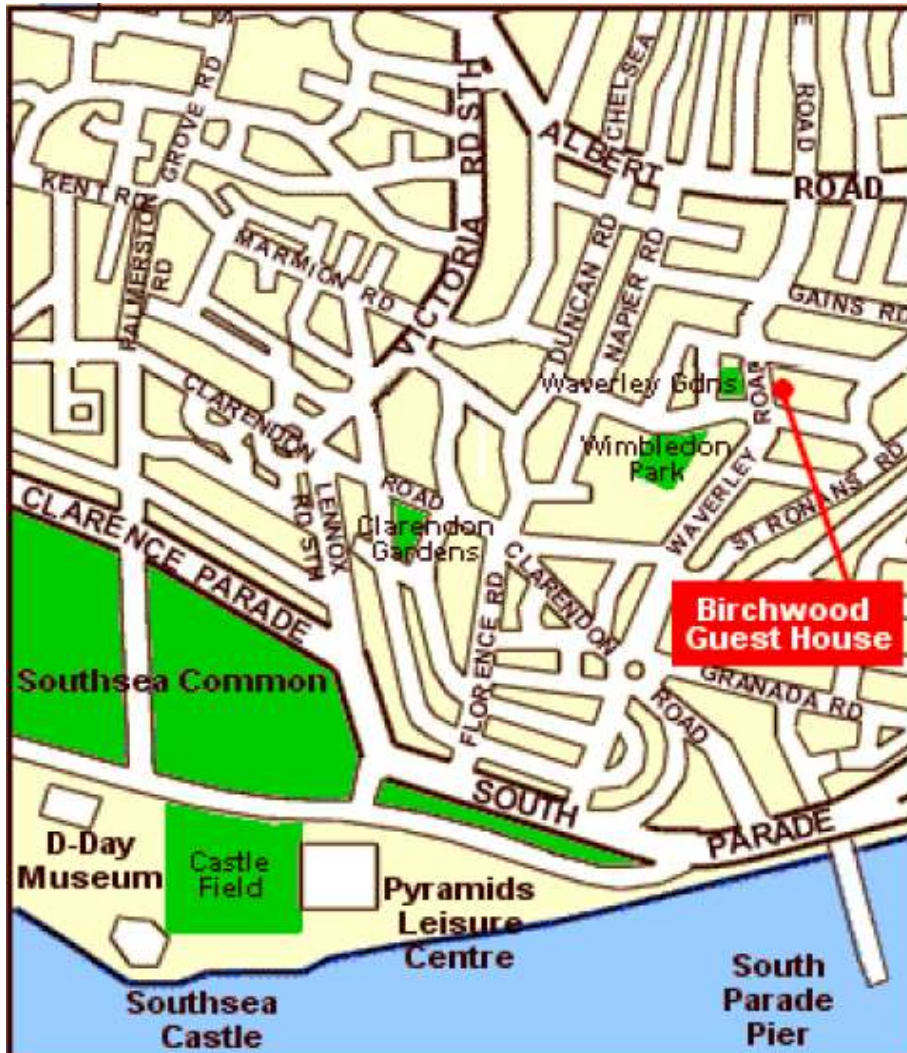 S
GROVE RD
KENT RD
PALMERSTON
RD
MARMION RD
VICTORIA RD STH
ALBERT
ROAD
CHELSEA
E
ROAD
DUNCAN RD
NAPIER RD
GAINS RD
Waverley Gdns
WAVERLEY ROAD
Wimbledon
Park
ST RONANS RD
CLARENDON
ROAD
LENNOX
RD STH
Clarendon
Gardens
CLARENDON
ROAD
FLORENCE RD
CLARENCE PARADE
Birchwood
Guest House
GRANADA RD
Southsea Common
SOUTH
PARADE
D-Day
Museum
Castle
Field
Pyramids
Leisure
Centre
Southsea
Castle
South
Parade
Pier